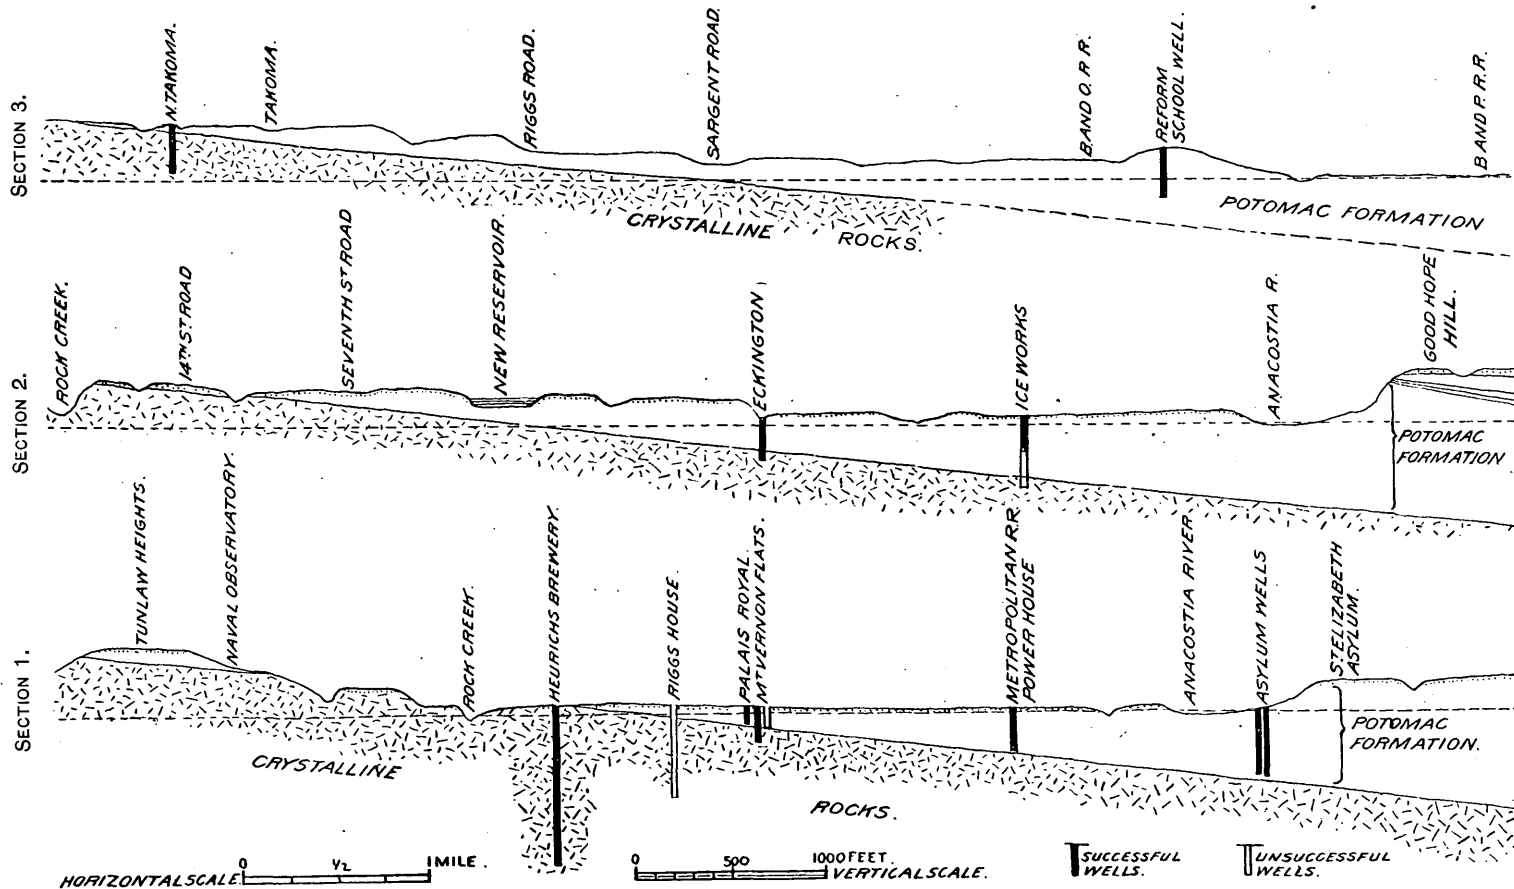 SECTION 3.
N. TAKOMA.
TAKOMA.
RIGGS ROAD.
SARGENT ROAD.
B AND O. R R.
REFORM
SCHOOL WELL.
B AND P. R. R.
CRYSTALLINE
ROCKS.
POTOMAC FORMATION
SECTION 2.
ROCK CREEK.
14TH ST ROAD
SEVENTH ST ROAD
NEW RESERVOIR.
ECKINGTON
ICE WORKS
ANACOSTIA R.
GOOD HOPE
HILL.
POTOMAC
FORMATION
SECTION 1.
TUNLAW HEIGHTS.
NAVAL OBSERVATORY.
ROCK CREEK.
HEURICHS BREWERY.
RIGGS HOUSE.
PALAIS ROYAL.
MT VERNON FLATS.
METROPOLITAN R.R.
POWER HOUSE
ANACOSTIA RIVER
ASYLUM WELLS
ST ELIZABETH
ASYLUM.
POTOMAC
FORMATION.
CRYSTALLINE
ROCKS.
HORIZONTAL SCALE.
0 1/2 1 MILE.
0 500 1000 FEET.
VERTICAL SCALE.
SUCCESSFUL
WELLS.
UNSUCCESSFUL
WELLS.